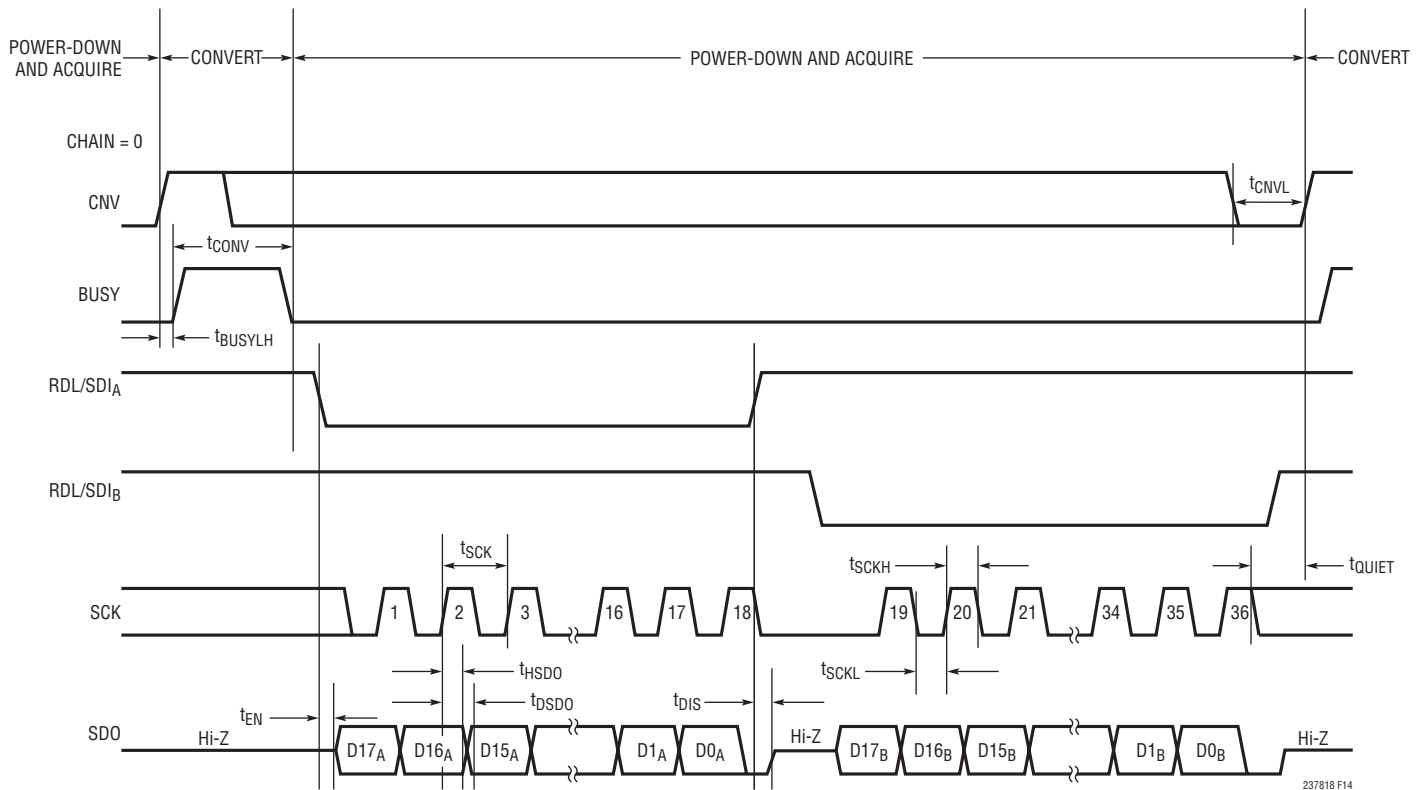 POWER-DOWN
AND ACQUIRE
CONVERT
POWER-DOWN AND ACQUIRE
CONVERT
CHAIN = 0
CNV
tCNVL
tCONV
BUSY
tBUSYLH
RDL/SDIA
RDL/SDIB
tSCK
tSCKH
tQUIET
SCK
1 2 3 16 17 18 19 20 21 34 35 36
tHSDO
tSCKL
tDSDO
tDIS
tEN
SDO
Hi-Z D17A D16A D15A D1A D0A Hi-Z D17B D16B D15B D1B D0B Hi-Z
237818 F14